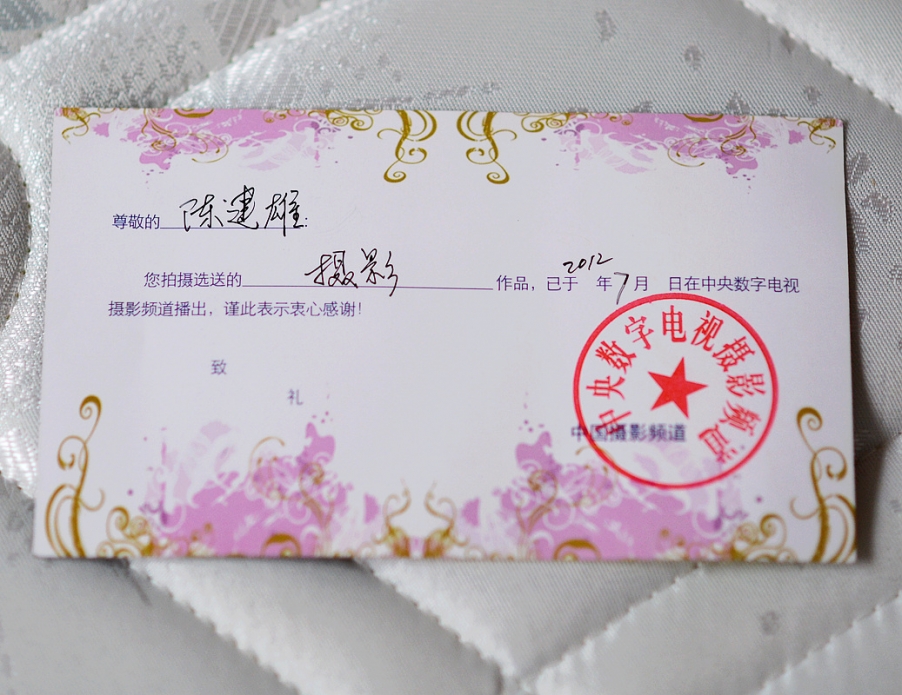 尊敬的陈建雄:
您拍摄选送的摄影作品，已于2012年7月 日在中央数字电视
摄影频道播出，谨此表示衷心感谢！
致
礼
中央数字电视摄影频道
中国摄影频道